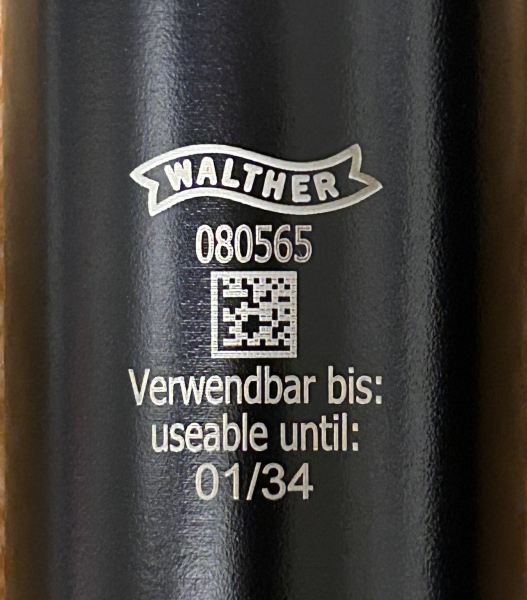 WALTHER
080565
Verwendbar bis:
useable until:
01/34